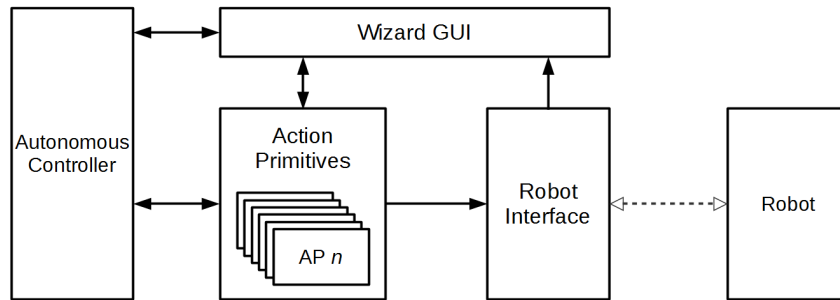 Wizard GUI
Autonomous
Controller
Action
Primitives
AP n
Robot
Interface
Robot